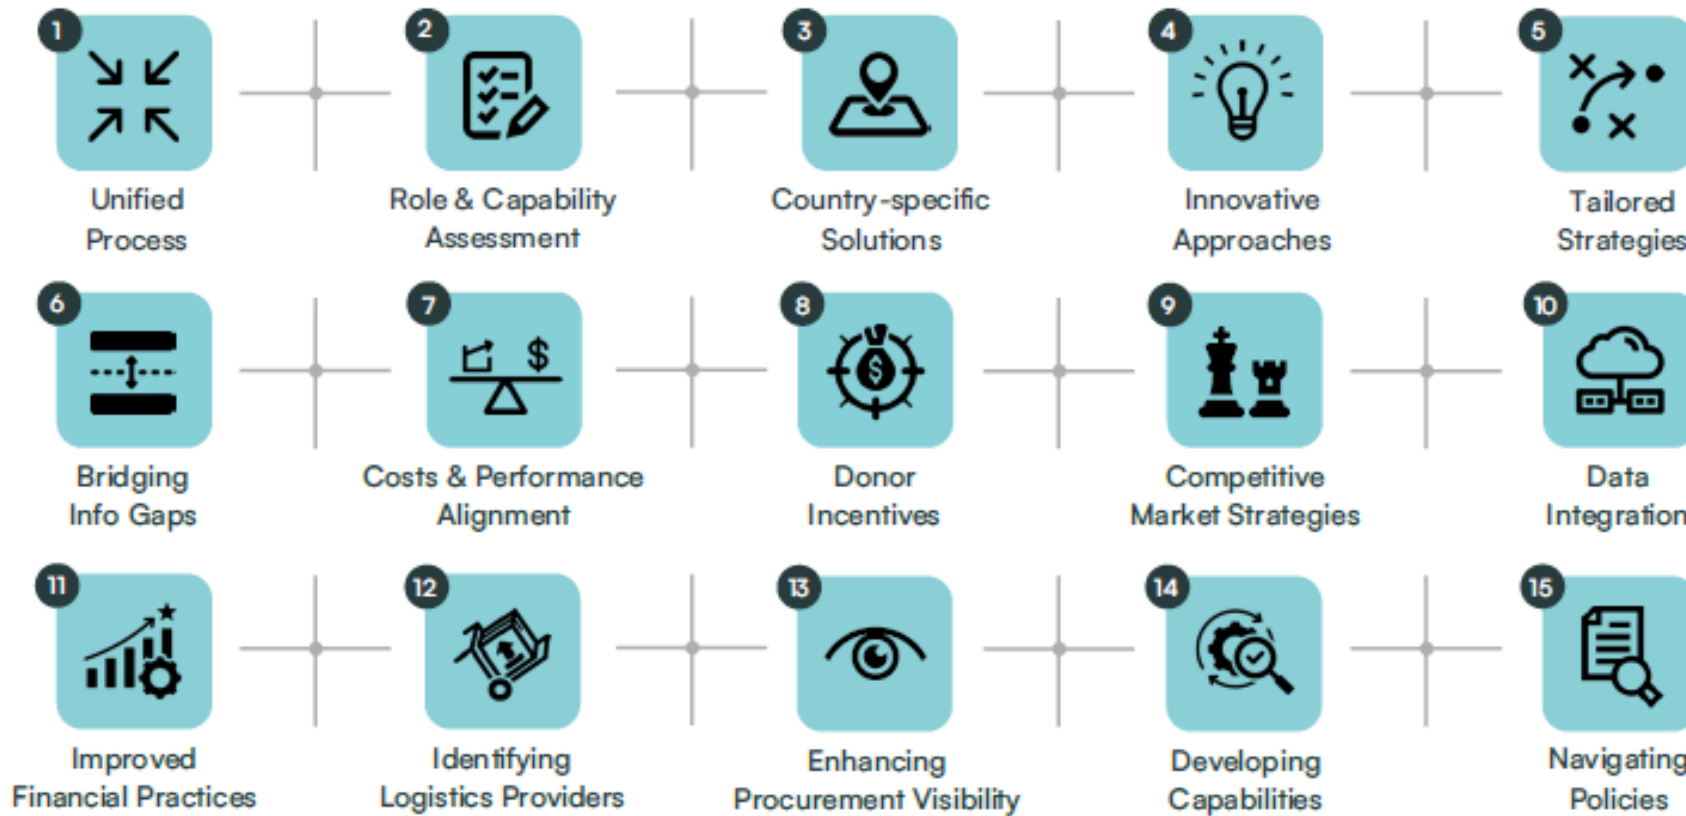 1
Unified
Process
2
Role & Capability
Assessment
3
Country-specific
Solutions
4
Innovative
Approaches
5
Tailored
Strategies
6
Bridging
Info Gaps
7
$
Costs & Performance
Alignment
8
$
Donor
Incentives
9
Competitive
Market Strategies
10
Data
Integration
11
Improved
Financial Practices
12
Identifying
Logistics Providers
13
Enhancing
Procurement Visibility
14
Developing
Capabilities
15
Navigating
Policies